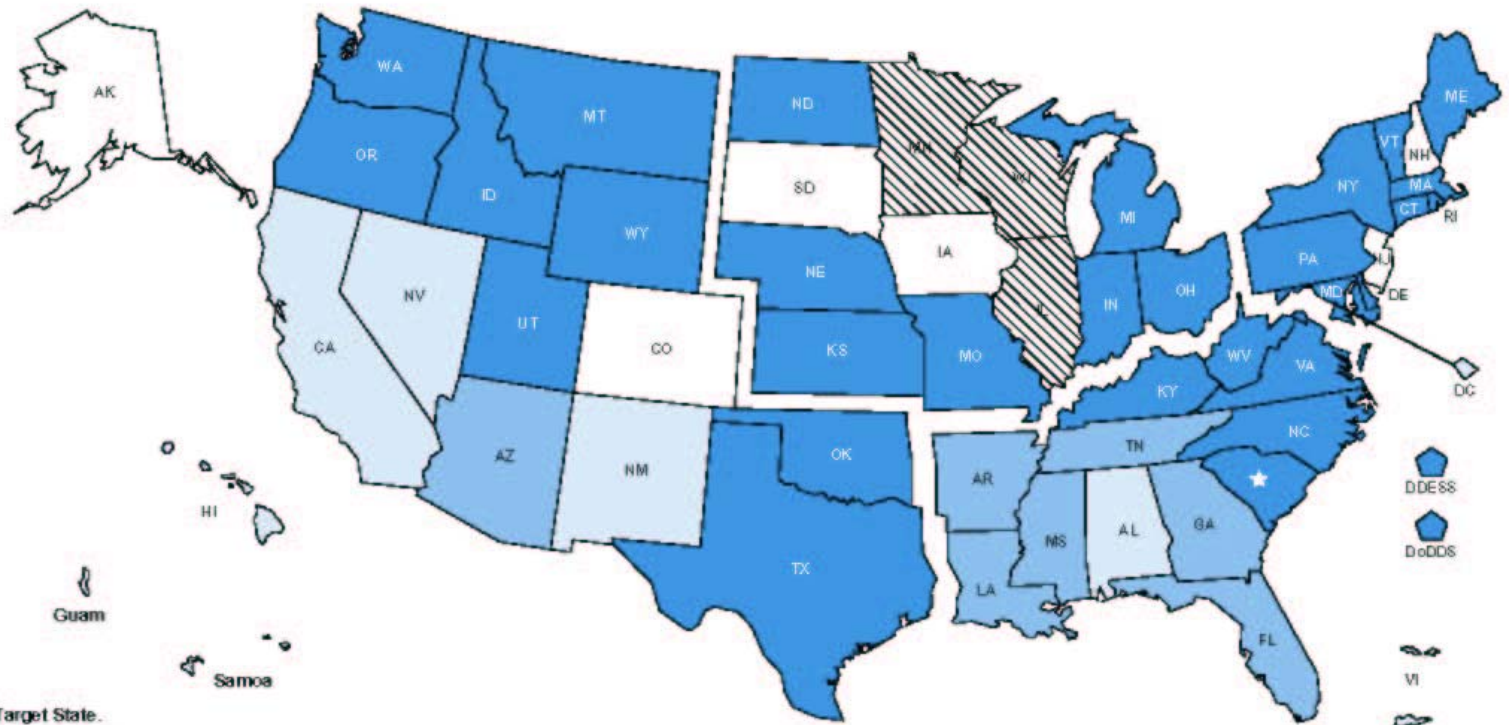 AK
WA
MT
ND
MN
ME
VT
NH
OR
ID
SD
WI
NY
MA
CT
RI
MI
WY
IA
PA
NJ
NE
MD
DE
NV
UT
IN
OH
IL
CA
CO
KS
MO
WV
VA
KY
DC
AZ
NM
OK
AR
TN
NC
HI
DDESS
MS
AL
GA
DoDDS
TX
LA
Guam
FL
Samoa
VI
Target State.